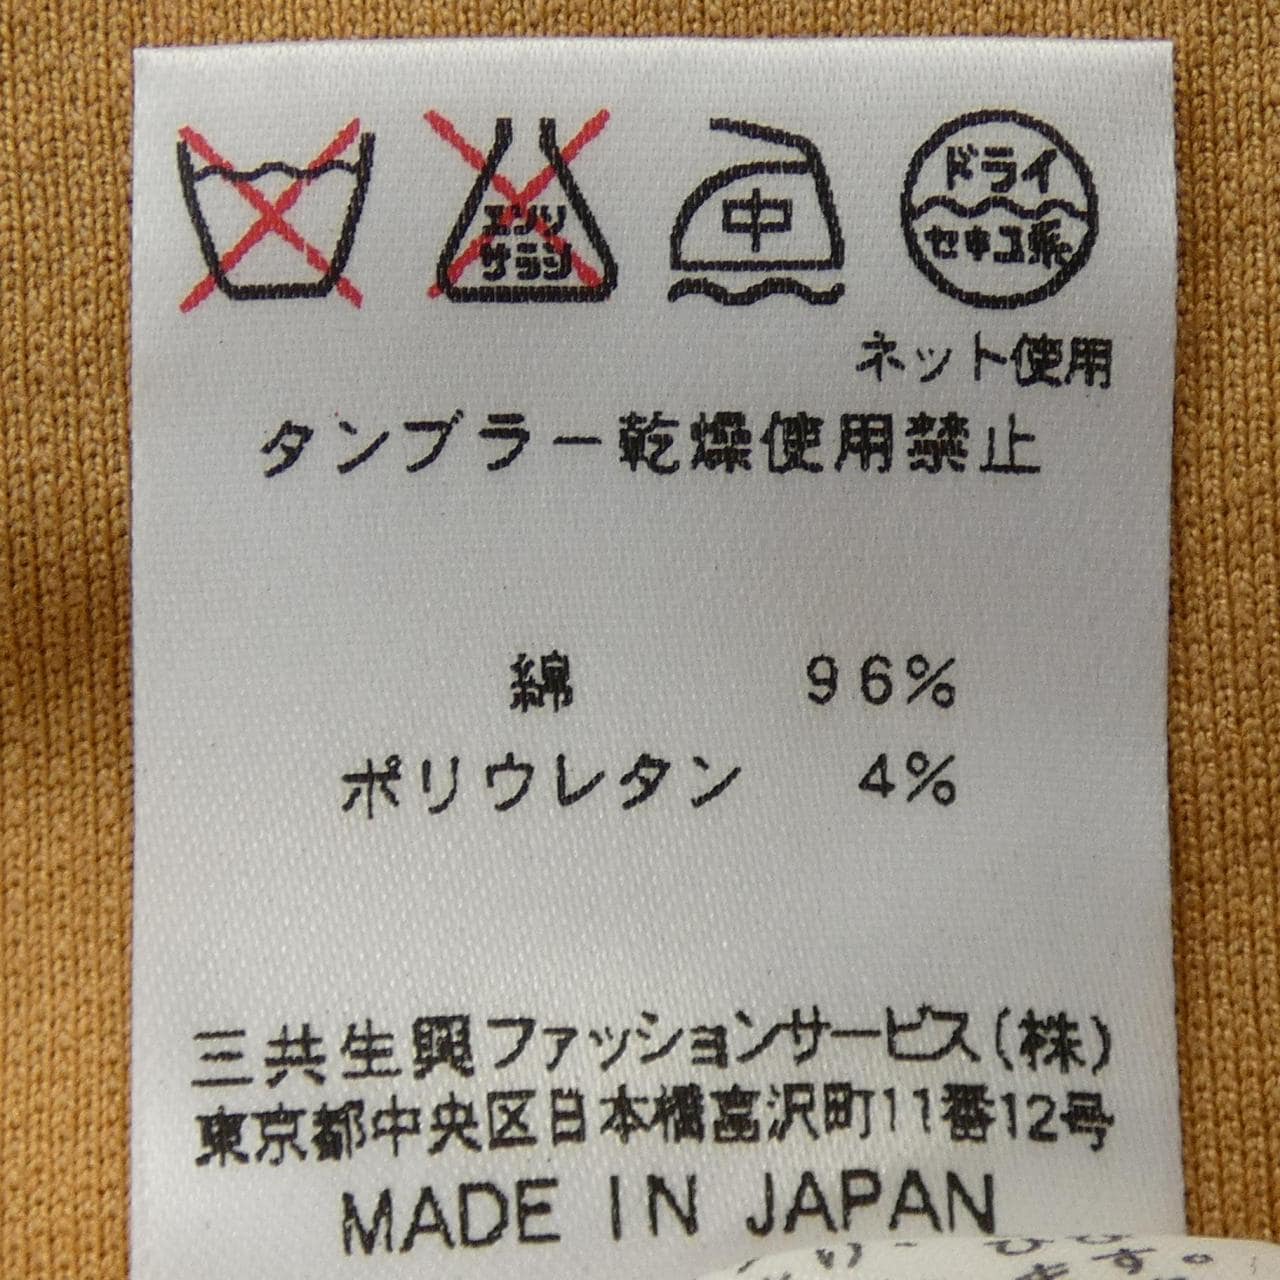 エンソ
サラシ
中
ドライ
セキユ系
ネット使用
タンブラー乾燥使用禁止
綿 96%
ポリウレタン 4%
三共生興ファッションサービス(株)
東京都中央区日本橋富沢町11番12号
MADE IN JAPAN